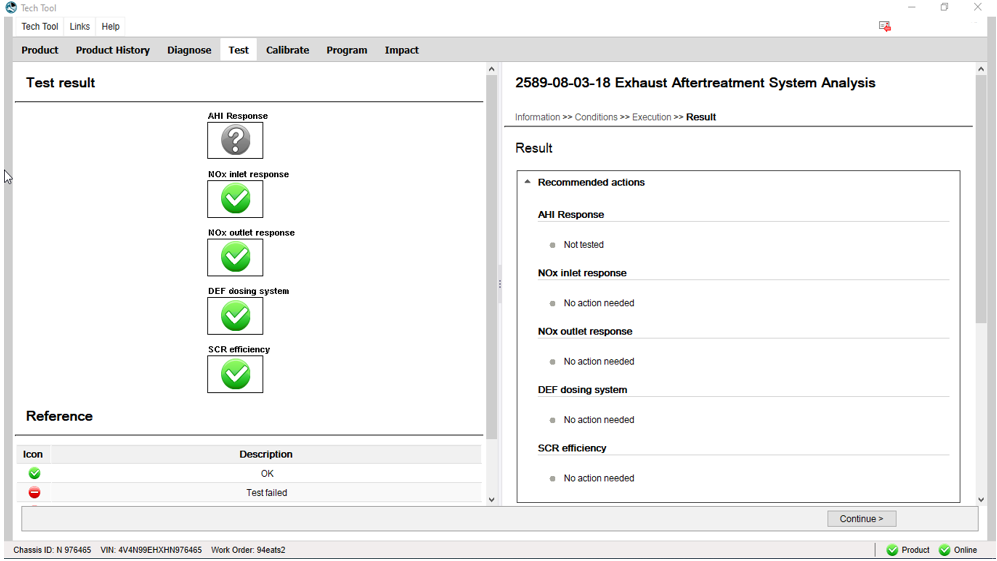 Tech Tool
Tech Tool Links Help
Product Product History Diagnose Test Calibrate Program Impact
Test result
AHI Response
NOx inlet response
NOx outlet response
DEF dosing system
SCR efficiency
Reference
Icon Description
OK
Test failed
2589-08-03-18 Exhaust Aftertreatment System Analysis
Information >> Conditions >> Execution >> Result
Result
Recommended actions
AHI Response
Not tested
NOx inlet response
No action needed
NOx outlet response
No action needed
DEF dosing system
No action needed
SCR efficiency
No action needed
Continue >
Chassis ID: N 976465 VIN: 4V4N99EHXHN976465 Work Order: 94eats2 Product Online